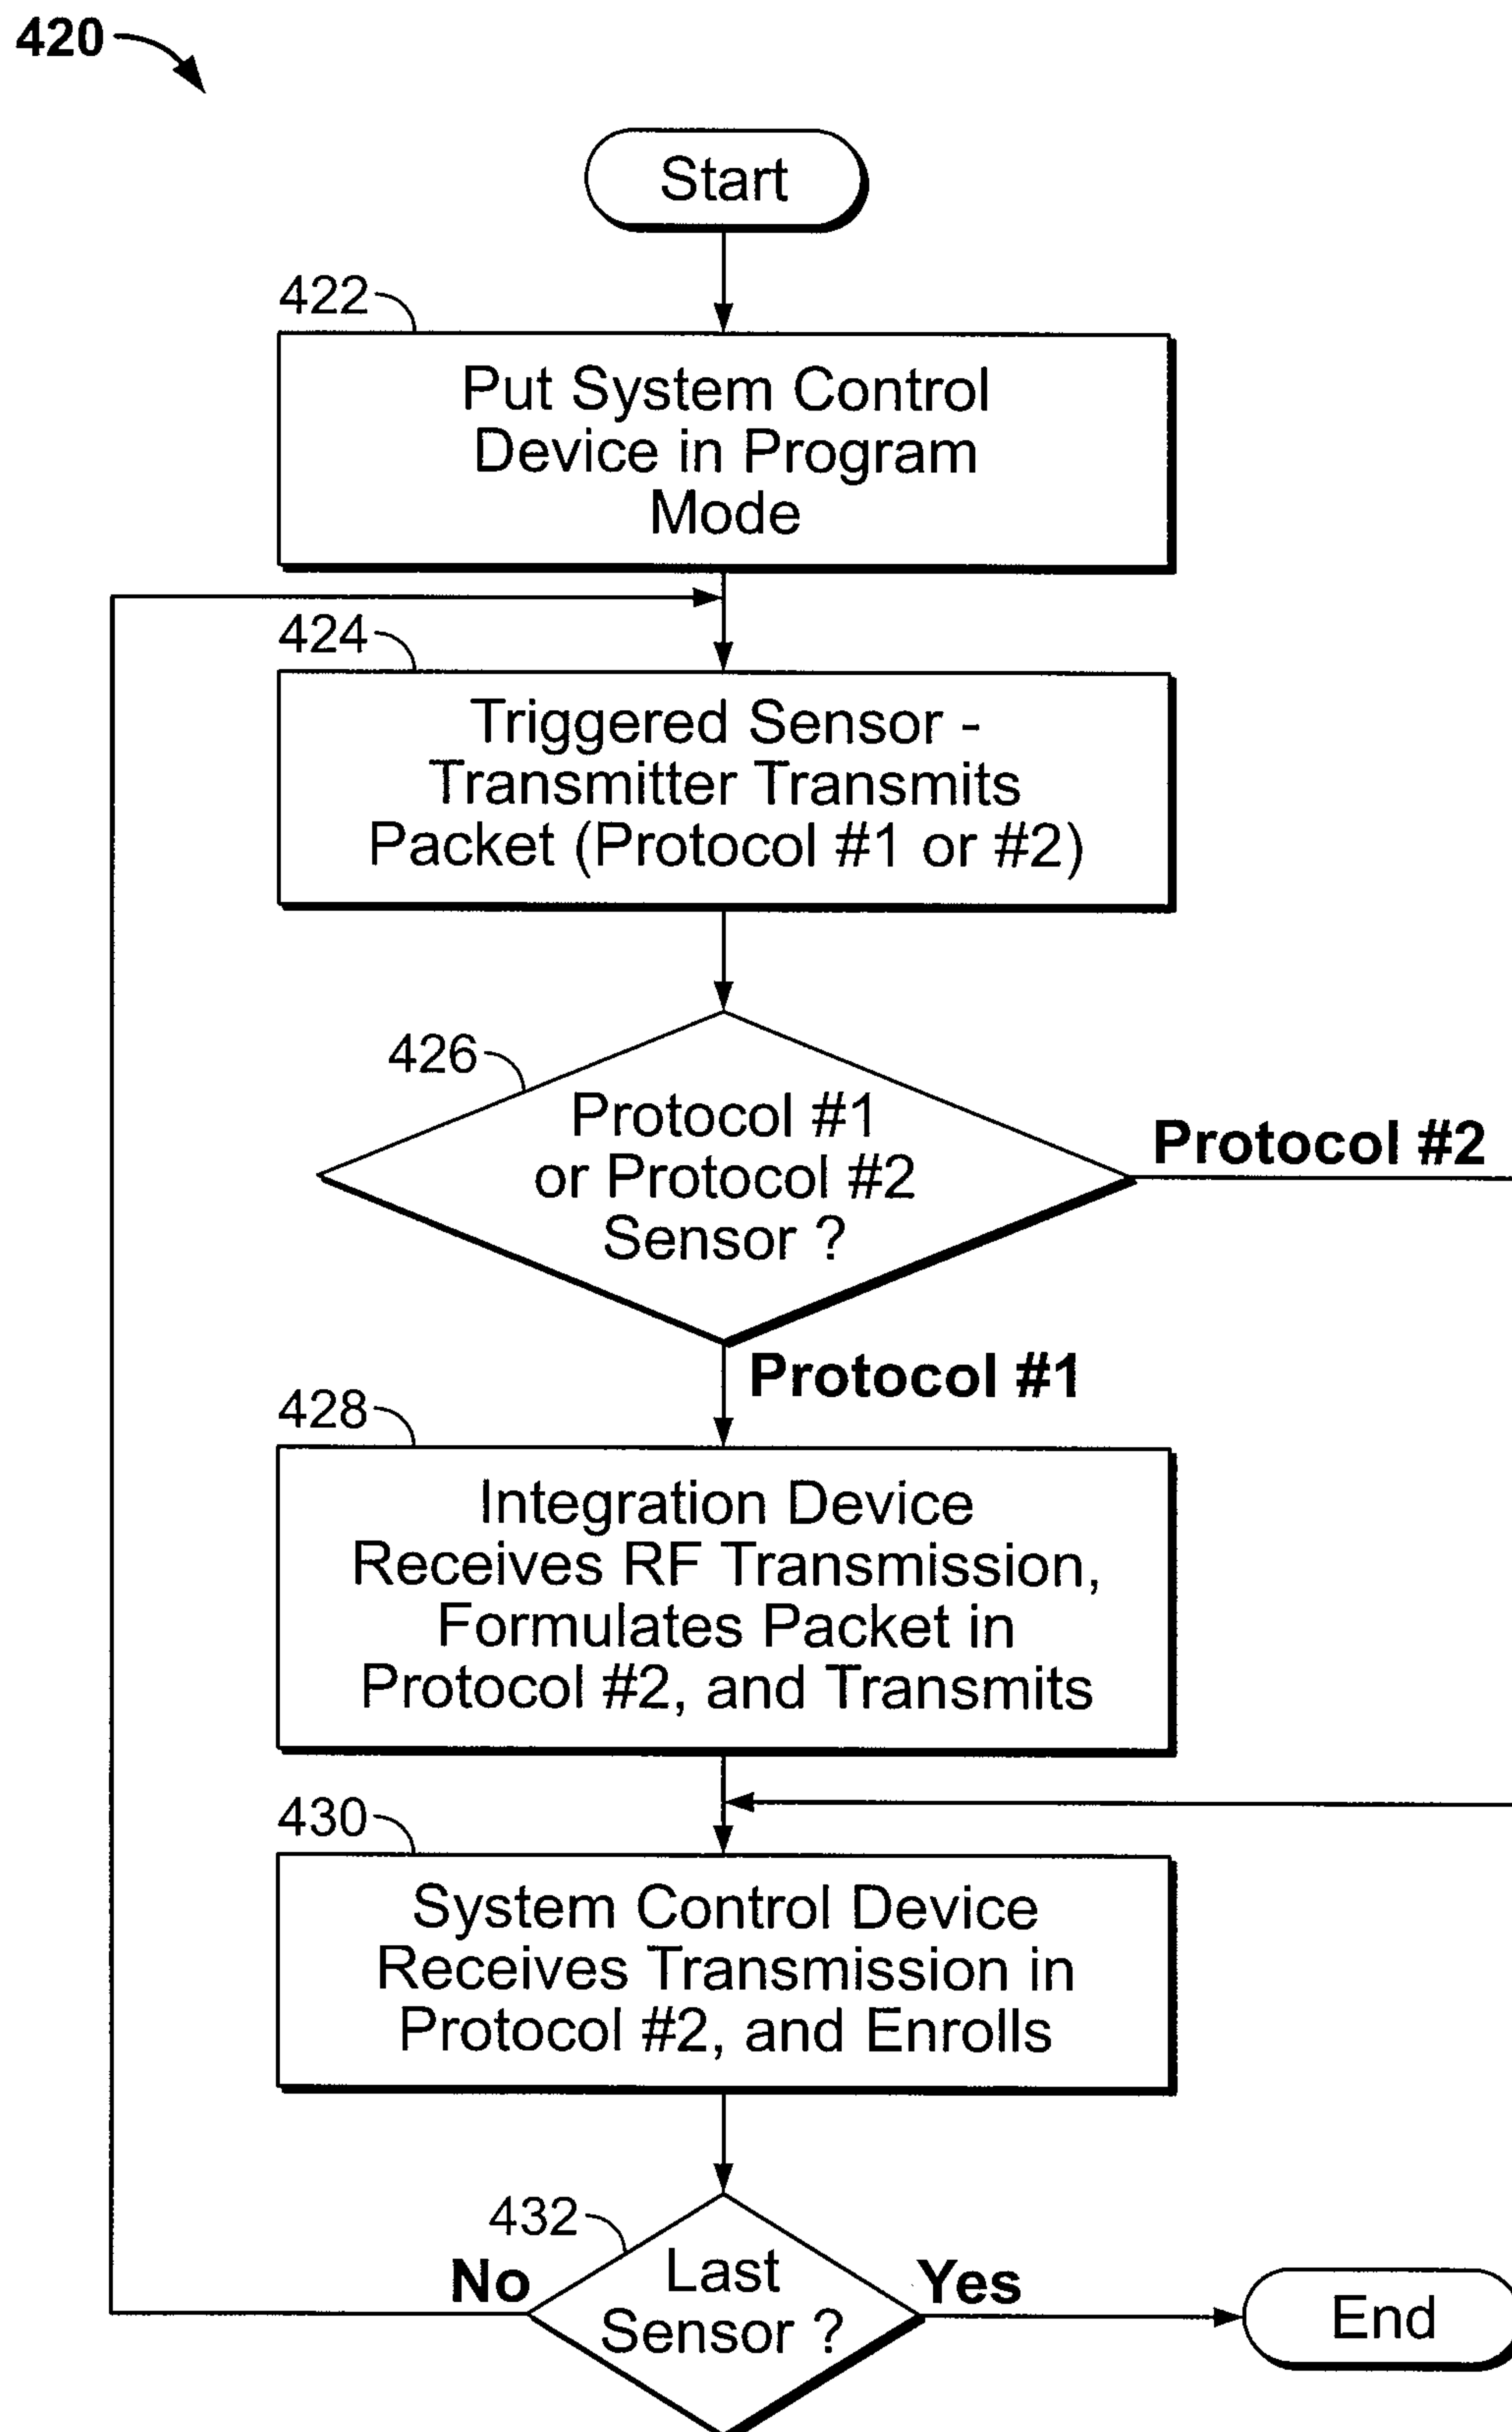 420
Start
422
Put System Control
Device in Program
Mode
424
Triggered Sensor -
Transmitter Transmits
Packet (Protocol #1 or #2)
426
Protocol #1
or Protocol #2
Sensor ?
Protocol #2
Protocol #1
428
Integration Device
Receives RF Transmission,
Formulates Packet in
Protocol #2, and Transmits
430
System Control Device
Receives Transmission in
Protocol #2, and Enrolls
432
No
Last
Sensor ?
Yes
End